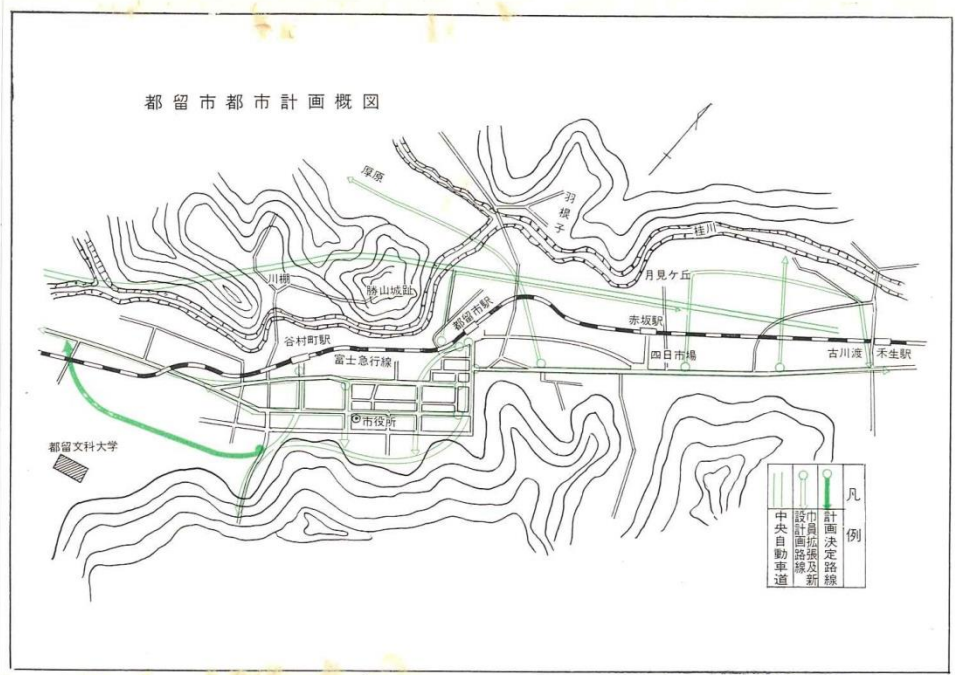 都留市都市計画概図
厚原
羽根子
桂川
川棚
勝山城趾
月見ケ丘
都留市駅
赤坂駅
谷村町駅
富士急行線
四日市場
古川渡
禾生駅
市役所
都留文科大学
凡例
計画決定路線
巾員拡張及新
設計画路線
中央自動車道